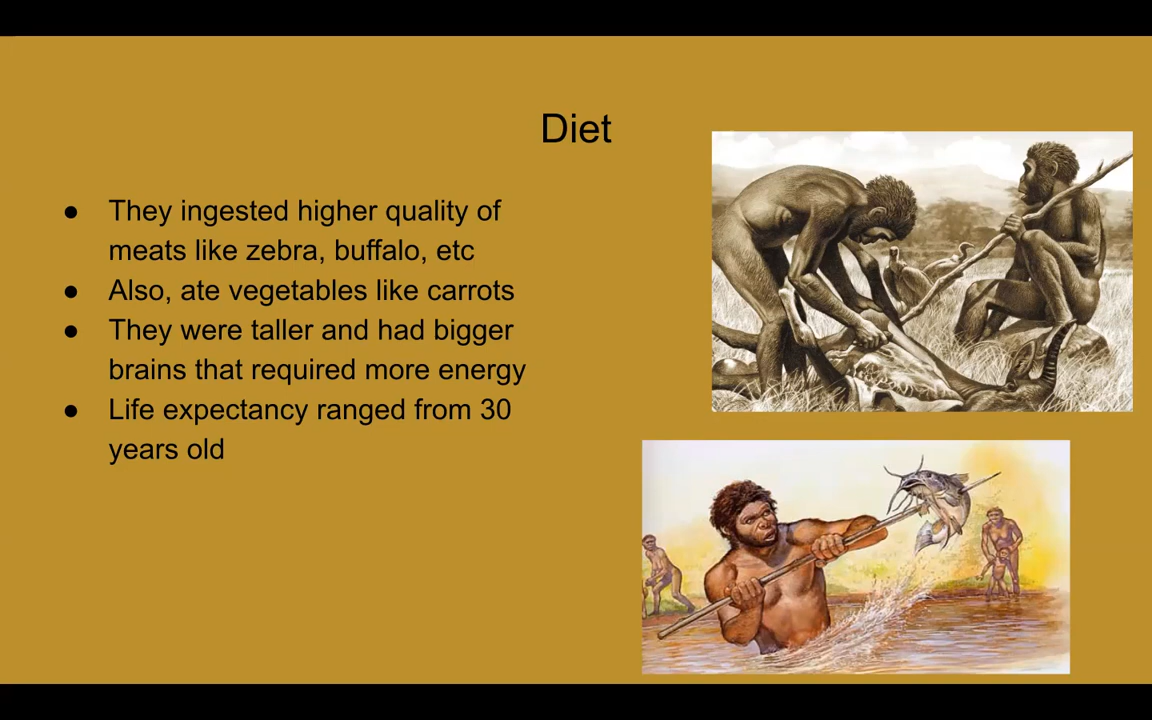 Diet
● They ingested higher quality of
meats like zebra, buffalo, etc
● Also, ate vegetables like carrots
● They were taller and had bigger
brains that required more energy
● Life expectancy ranged from 30
years old